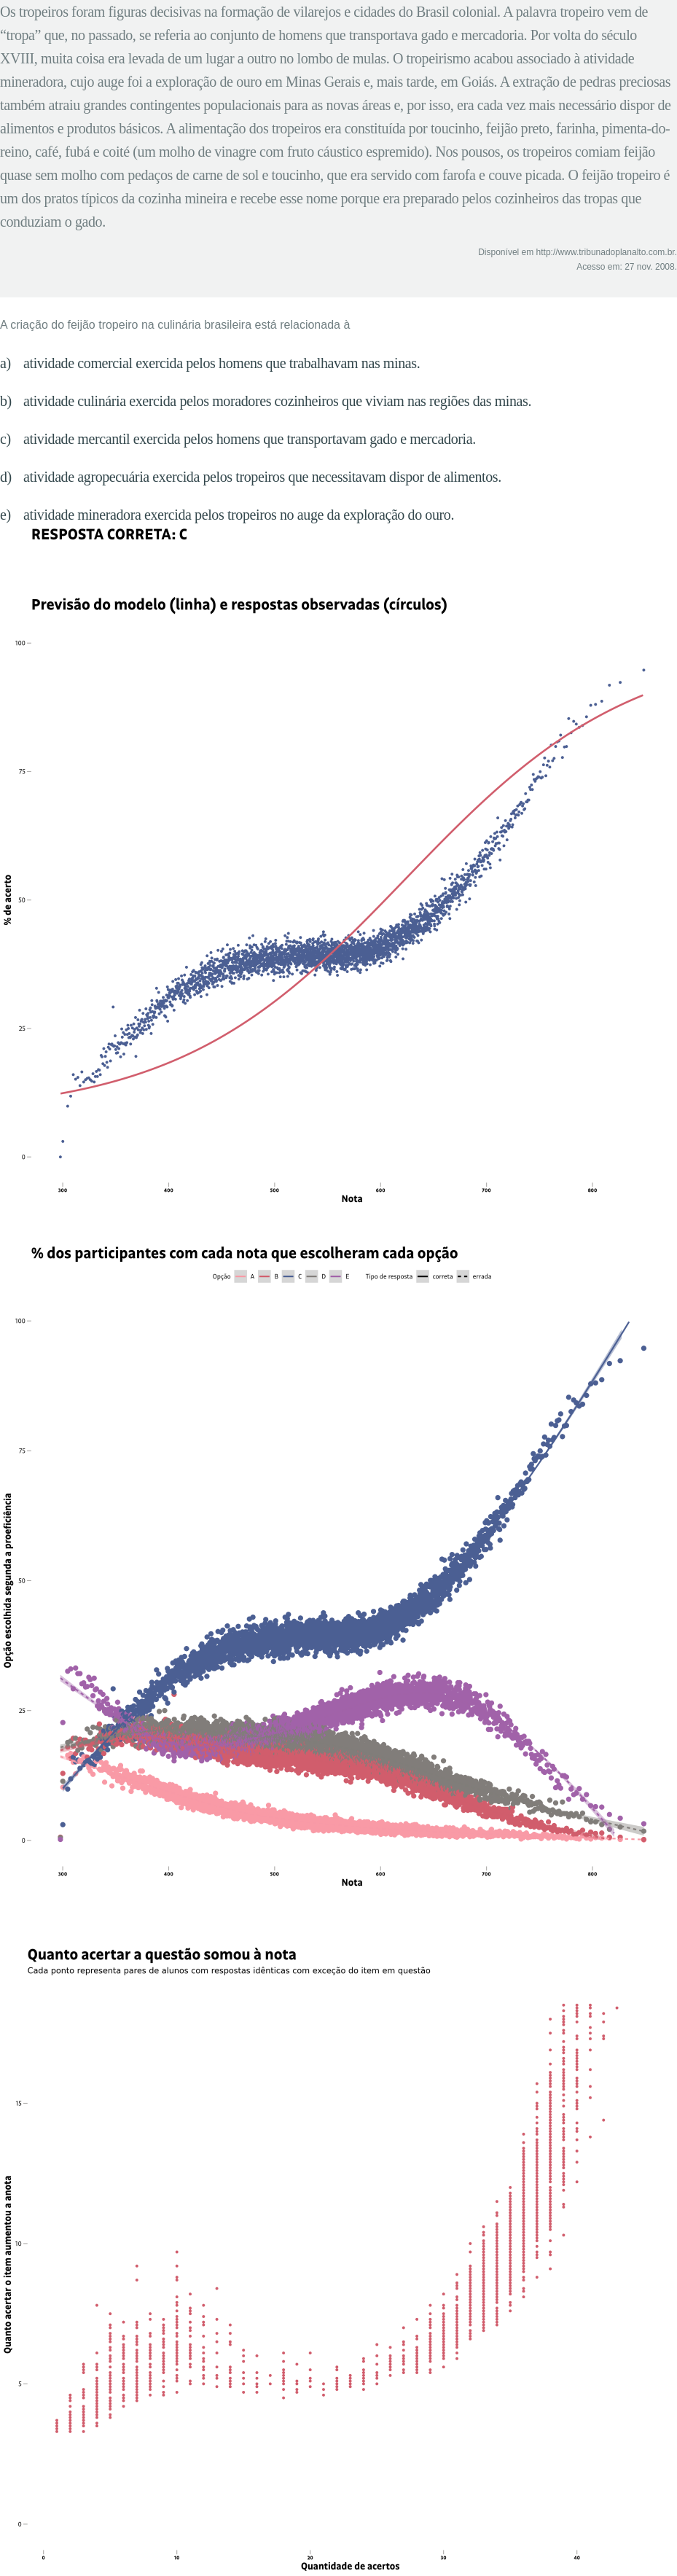 Os tropeiros foram figuras decisivas na formação de vilarejos e cidades do Brasil colonial. A palavra tropeiro vem de
“tropa” que, no passado, se referia ao conjunto de homens que transportava gado e mercadoria. Por volta do século
XVIII, muita coisa era levada de um lugar a outro no lombo de mulas. O tropeirismo acabou associado à atividade
mineradora, cujo auge foi a exploração de ouro em Minas Gerais e, mais tarde, em Goiás. A extração de pedras preciosas
também atraiu grandes contingentes populacionais para as novas áreas e, por isso, era cada vez mais necessário dispor de
alimentos e produtos básicos. A alimentação dos tropeiros era constituída por toucinho, feijão preto, farinha, pimenta-do-
reino, café, fubá e coité (um molho de vinagre com fruto cáustico espremido). Nos pousos, os tropeiros comiam feijão
quase sem molho com pedaços de carne de sol e toucinho, que era servido com farofa e couve picada. O feijão tropeiro é
um dos pratos típicos da cozinha mineira e recebe esse nome porque era preparado pelos cozinheiros das tropas que
conduziam o gado.
Disponível em http://www.tribunadoplanalto.com.br.
Acesso em: 27 nov. 2008.
A criação do feijão tropeiro na culinária brasileira está relacionada à
a) atividade comercial exercida pelos homens que trabalhavam nas minas.
b) atividade culinária exercida pelos moradores cozinheiros que viviam nas regiões das minas.
c) atividade mercantil exercida pelos homens que transportavam gado e mercadoria.
d) atividade agropecuária exercida pelos tropeiros que necessitavam dispor de alimentos.
e) atividade mineradora exercida pelos tropeiros no auge da exploração do ouro.
RESPOSTA CORRETA: C
Previsão do modelo (linha) e respostas observadas (círculos)
100
75
50
25
0
% de acerto
300 400 500 600 700 800
Nota
% dos participantes com cada nota que escolheram cada opção
Opção A B C D E Tipo de resposta correta errada
100
75
50
25
0
Opção escolhida segunda a proeficiência
300 400 500 600 700 800
Nota
Quanto acertar a questão somou à nota
Cada ponto representa pares de alunos com respostas idênticas com exceção do item em questão
15
10
5
0
Quanto acertar o item aumentou a anota
0 10 20 30 40
Quantidade de acertos